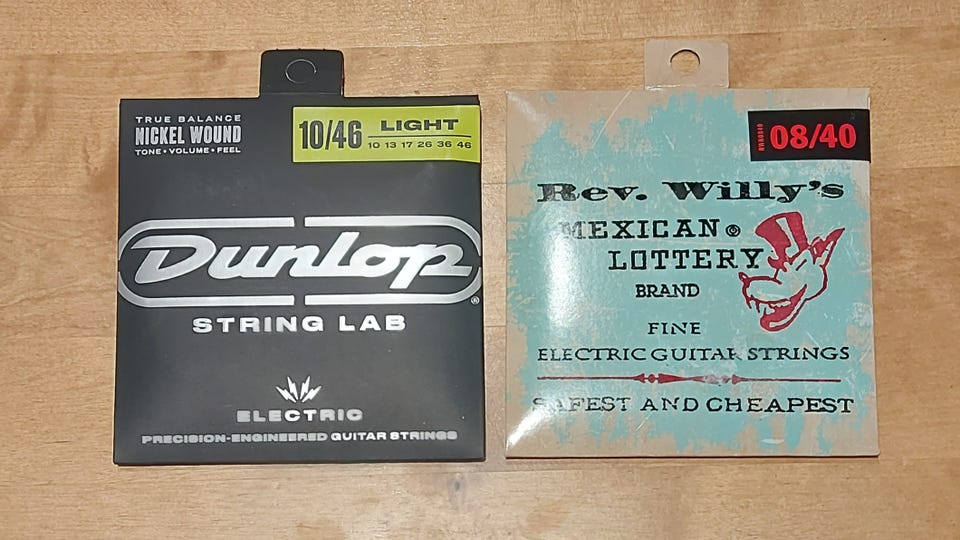 TRUE BALANCE
NICKEL WOUND
TONE • VOLUME • FEEL
10/46 LIGHT
10 13 17 26 36 46
Dunlop®
STRING LAB
ELECTRIC
PRECISION-ENGINEERED GUITAR STRINGS
RWN0840 08/40
Rev. Willy's
MEXICAN®
LOTTERY
BRAND
FINE
ELECTRIC GUITAR STRINGS
SAFEST AND CHEAPEST